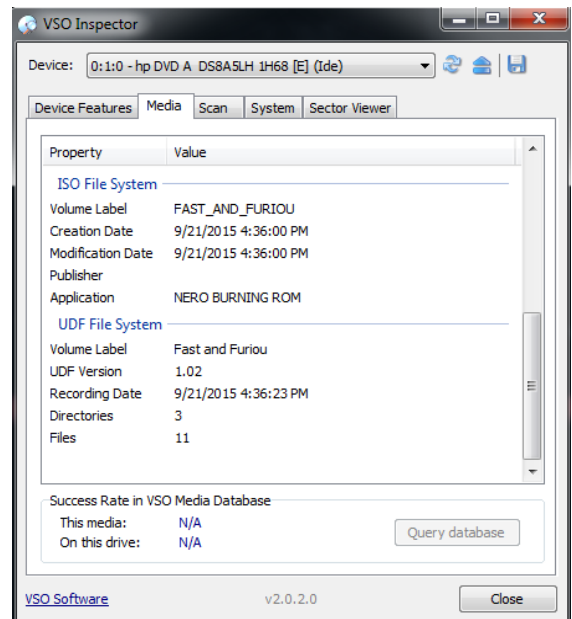 VSO Inspector
Device: 0:1:0 - hp DVD A DS8A5LH 1H68 [E] (Ide)
Device Features Media Scan System Sector Viewer
Property Value
ISO File System
Volume Label FAST_AND_FURIOU
Creation Date 9/21/2015 4:36:00 PM
Modification Date 9/21/2015 4:36:00 PM
Publisher
Application NERO BURNING ROM
UDF File System
Volume Label Fast and Furiou
UDF Version 1.02
Recording Date 9/21/2015 4:36:23 PM
Directories 3
Files 11
Success Rate in VSO Media Database
This media: N/A
On this drive: N/A
Query database
VSO Software v2.0.2.0 Close